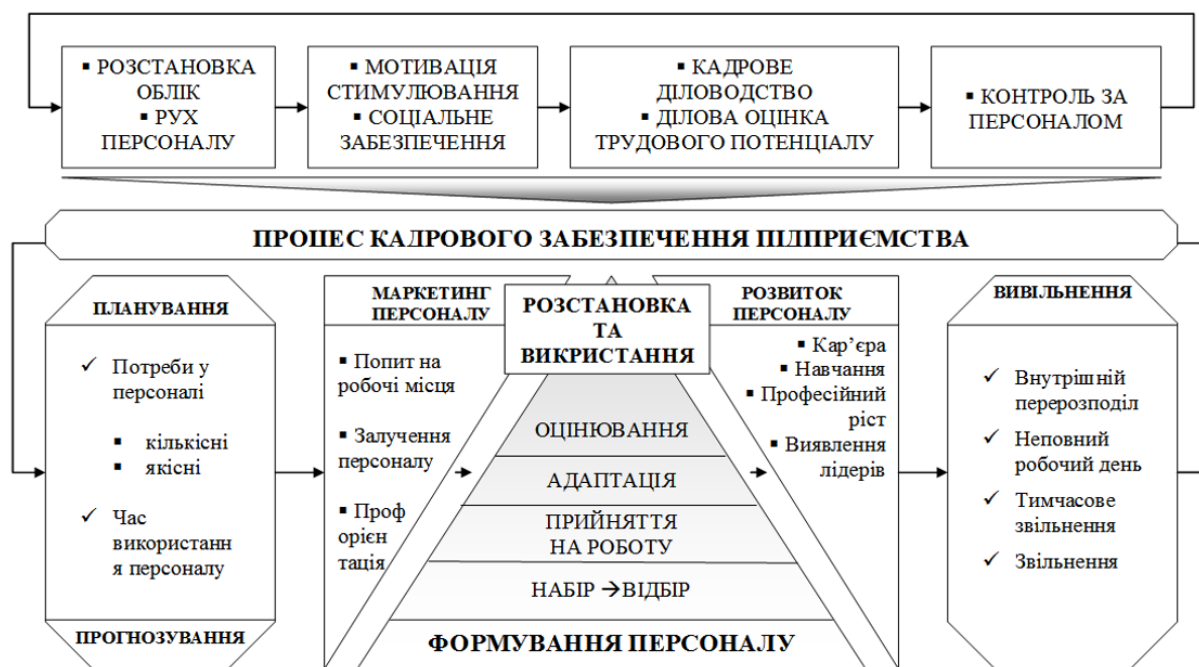 ▪ РОЗСТАНОВКА
ОБЛІК
▪ РУХ
ПЕРСОНАЛУ
▪ МОТИВАЦІЯ
СТИМУЛЮВАННЯ
▪ СОЦІАЛЬНЕ
ЗАБЕЗПЕЧЕННЯ
▪ КАДРОВЕ
ДІЛОВОДСТВО
▪ ДІЛОВА ОЦІНКА
ТРУДОВОГО ПОТЕНЦІАЛУ
▪ КОНТРОЛЬ ЗА
ПЕРСОНАЛОМ
ПРОЦЕС КАДРОВОГО ЗАБЕЗПЕЧЕННЯ ПІДПРИЄМСТВА
ПЛАНУВАННЯ
✓ Потреби у
персоналі
▪ кількісні
▪ якісні
✓ Час
використанн
я персоналу
ПРОГНОЗУВАННЯ
МАРКЕТИНГ
ПЕРСОНАЛУ
▪ Попит на
робочі місця
▪ Залучення
персоналу
▪ Проф
орієн
тація
РОЗСТАНОВКА
ТА
ВИКРИСТАННЯ
ОЦІНЮВАННЯ
АДАПТАЦІЯ
ПРИЙНЯТТЯ
НА РОБОТУ
НАБІР →ВІДБІР
ФОРМУВАННЯ ПЕРСОНАЛУ
РОЗВИТОК
ПЕРСОНАЛУ
▪ Кар’єра
▪ Навчання
▪ Професійний
ріст
▪ Виявлення
лідерів
ВИВІЛЬНЕННЯ
✓ Внутрішній
перерозподіл
✓ Неповний
робочий день
✓ Тимчасове
звільнення
✓ Звільнення